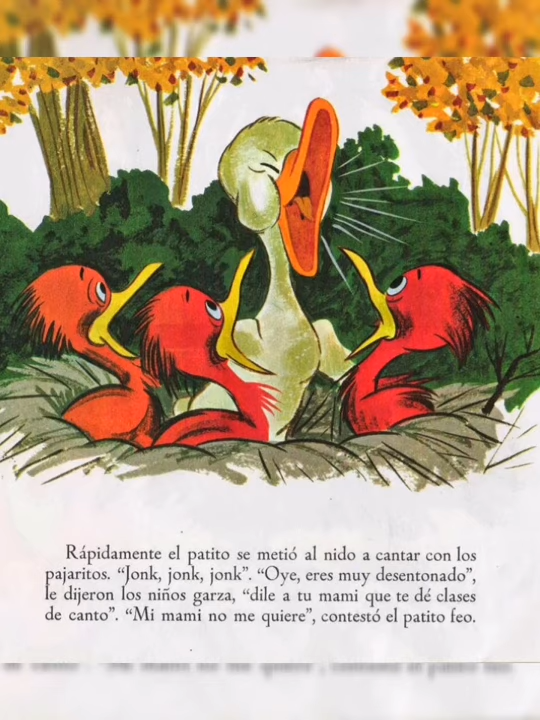 Rápidamente el patito se metió al nido a cantar con los
pajaritos. “Jonk, jonk, jonk”. “Oye, eres muy desentonado”,
le dijeron los niños garza, “dile a tu mami que te dé clases
de canto”. “Mi mami no me quiere”, contestó el patito feo.